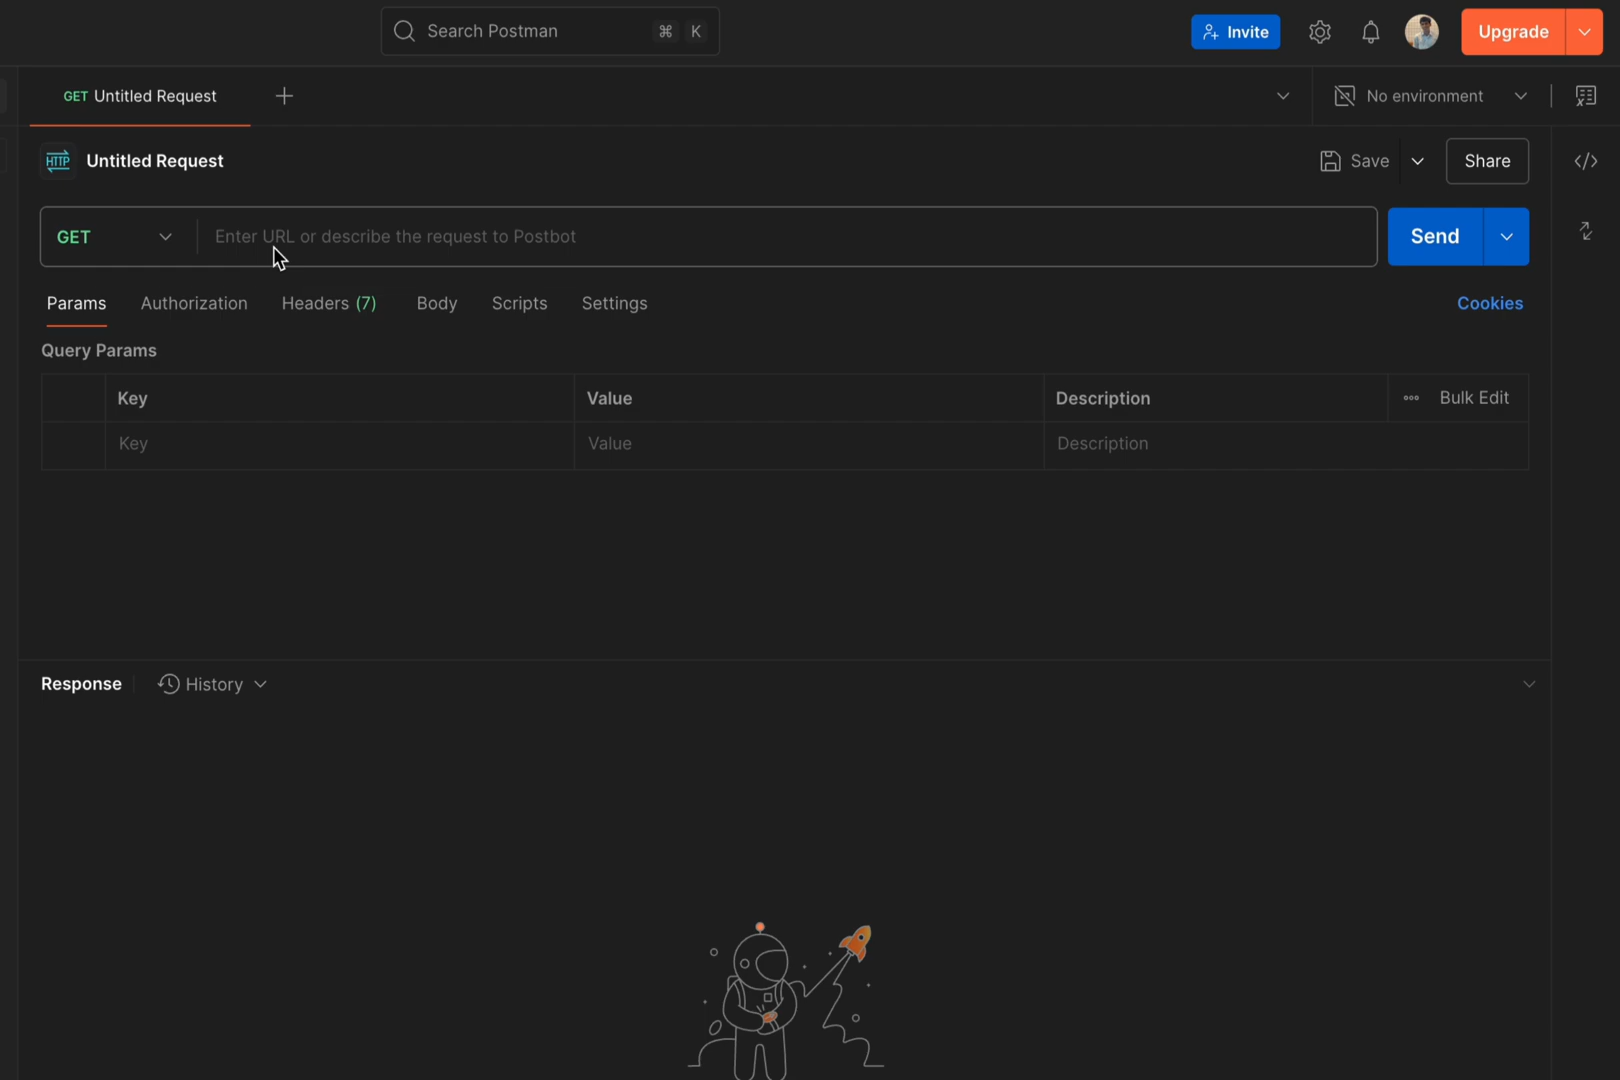 Search Postman ⌘ K
Invite
Upgrade
GET Untitled Request
No environment
HTTP Untitled Request
Save
Share
GET Enter URL or describe the request to Postbot
Send
Params Authorization Headers (7) Body Scripts Settings
Cookies
Query Params
Key Value Description Bulk Edit
Key Value Description
Response History